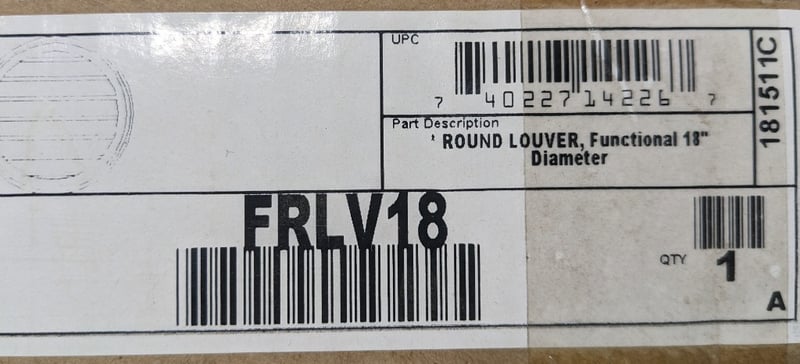 UPC
7 40227 14226 7
181511C
Part Description
' ROUND LOUVER, Functional 18"
Diameter
FRLV18
QTY 1
A